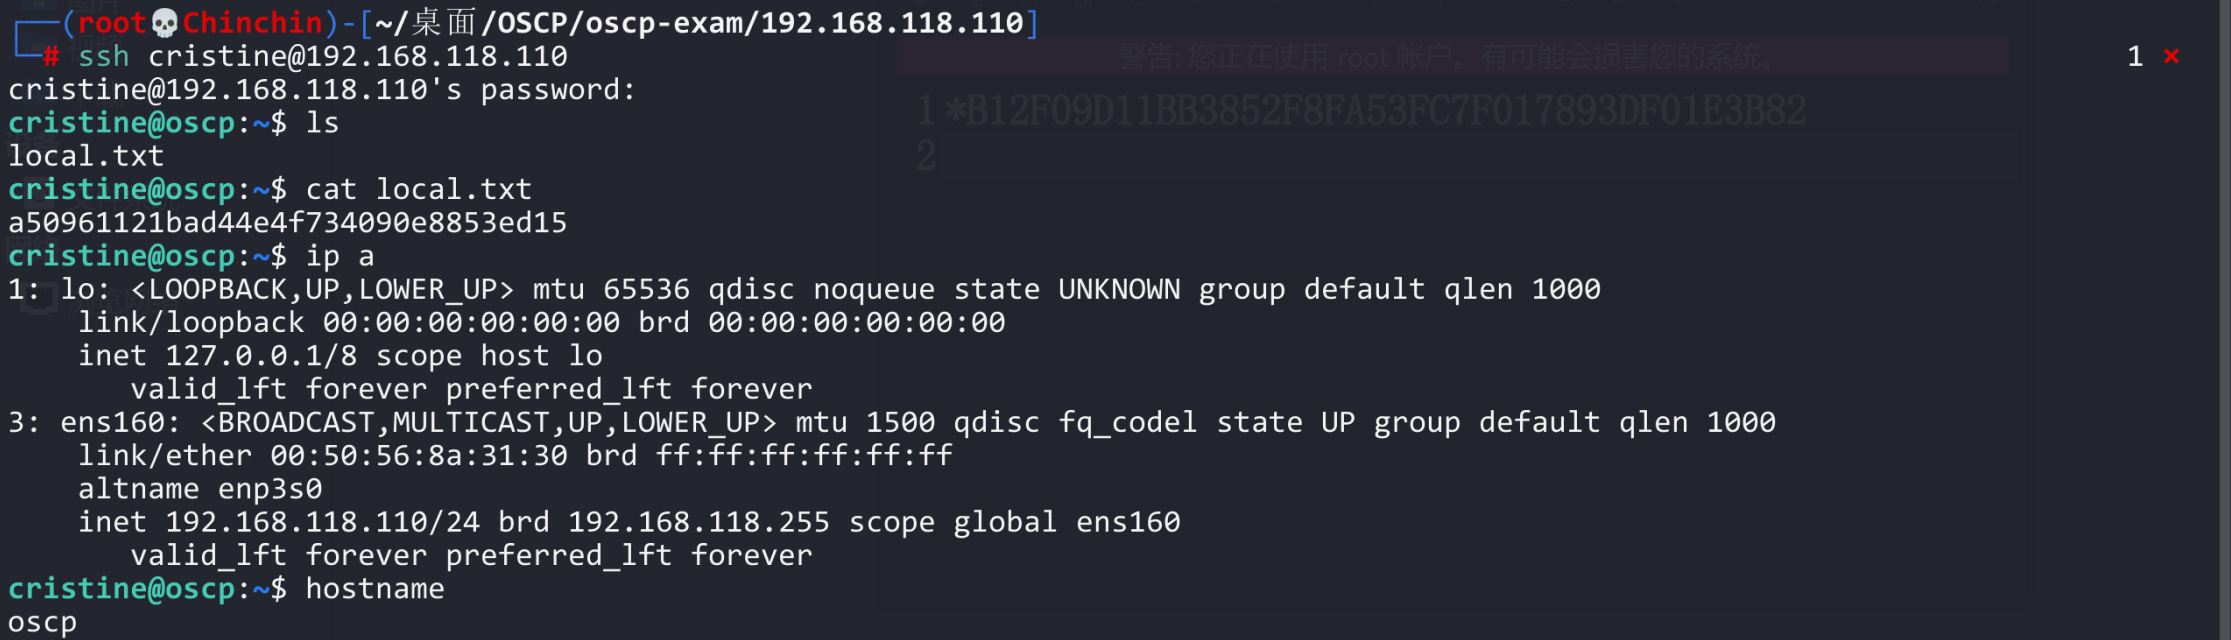 ┌──(root💀Chinchin)-[~/桌面/OSCP/oscp-exam/192.168.118.110]
└─# ssh cristine@192.168.118.110 1 ⨯
警告: 您正在使用 root 帐户。有可能会损害您的系统。
cristine@192.168.118.110's password:
1 *B12F09D11BB3852F8FA53FC7F017893DF01E3B82
cristine@oscp:~$ ls
local.txt
2
cristine@oscp:~$ cat local.txt
a50961121bad44e4f734090e8853ed15
cristine@oscp:~$ ip a
1: lo: <LOOPBACK,UP,LOWER_UP> mtu 65536 qdisc noqueue state UNKNOWN group default qlen 1000
    link/loopback 00:00:00:00:00:00 brd 00:00:00:00:00:00
    inet 127.0.0.1/8 scope host lo
       valid_lft forever preferred_lft forever
3: ens160: <BROADCAST,MULTICAST,UP,LOWER_UP> mtu 1500 qdisc fq_codel state UP group default qlen 1000
    link/ether 00:50:56:8a:31:30 brd ff:ff:ff:ff:ff:ff
    altname enp3s0
    inet 192.168.118.110/24 brd 192.168.118.255 scope global ens160
       valid_lft forever preferred_lft forever
cristine@oscp:~$ hostname
oscp